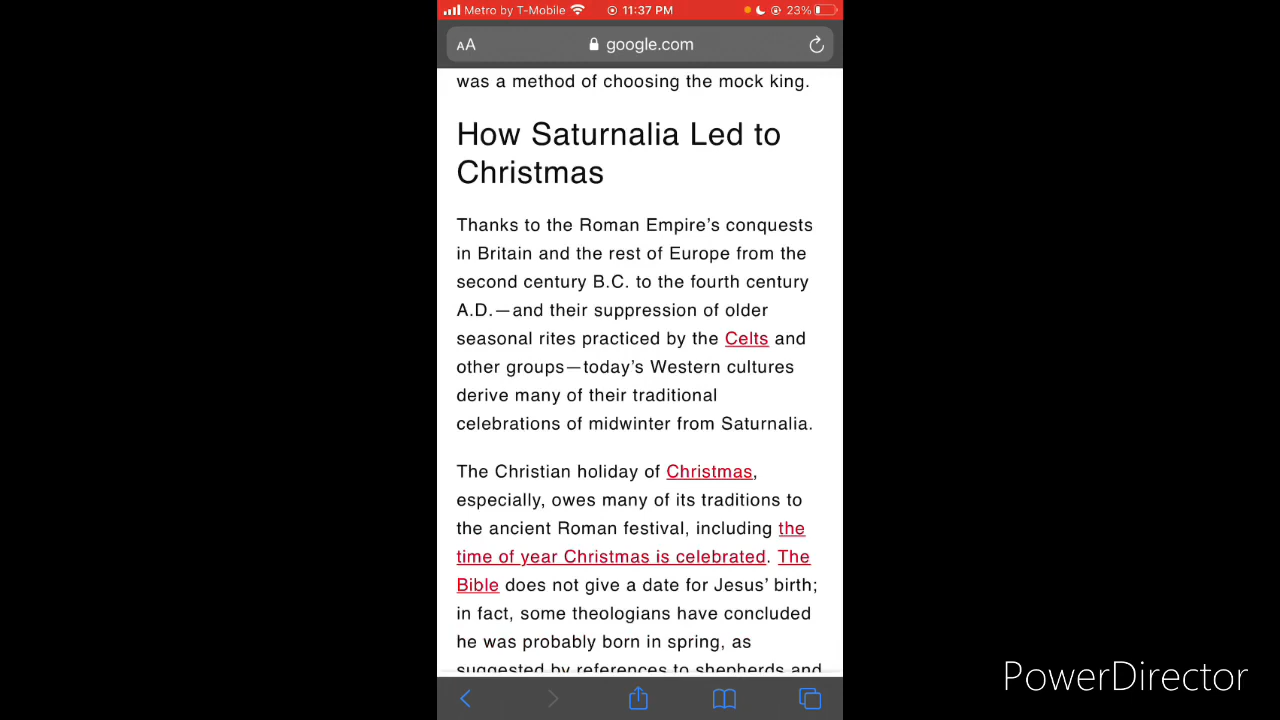 Metro by T-Mobile 11:37 PM 23%
AA google.com
was a method of choosing the mock king.
How Saturnalia Led to
Christmas
Thanks to the Roman Empire’s conquests
in Britain and the rest of Europe from the
second century B.C. to the fourth century
A.D.—and their suppression of older
seasonal rites practiced by the Celts and
other groups—today’s Western cultures
derive many of their traditional
celebrations of midwinter from Saturnalia.
The Christian holiday of Christmas,
especially, owes many of its traditions to
the ancient Roman festival, including the
time of year Christmas is celebrated. The
Bible does not give a date for Jesus’ birth;
in fact, some theologians have concluded
he was probably born in spring, as
suggested by references to shepherds and
PowerDirector